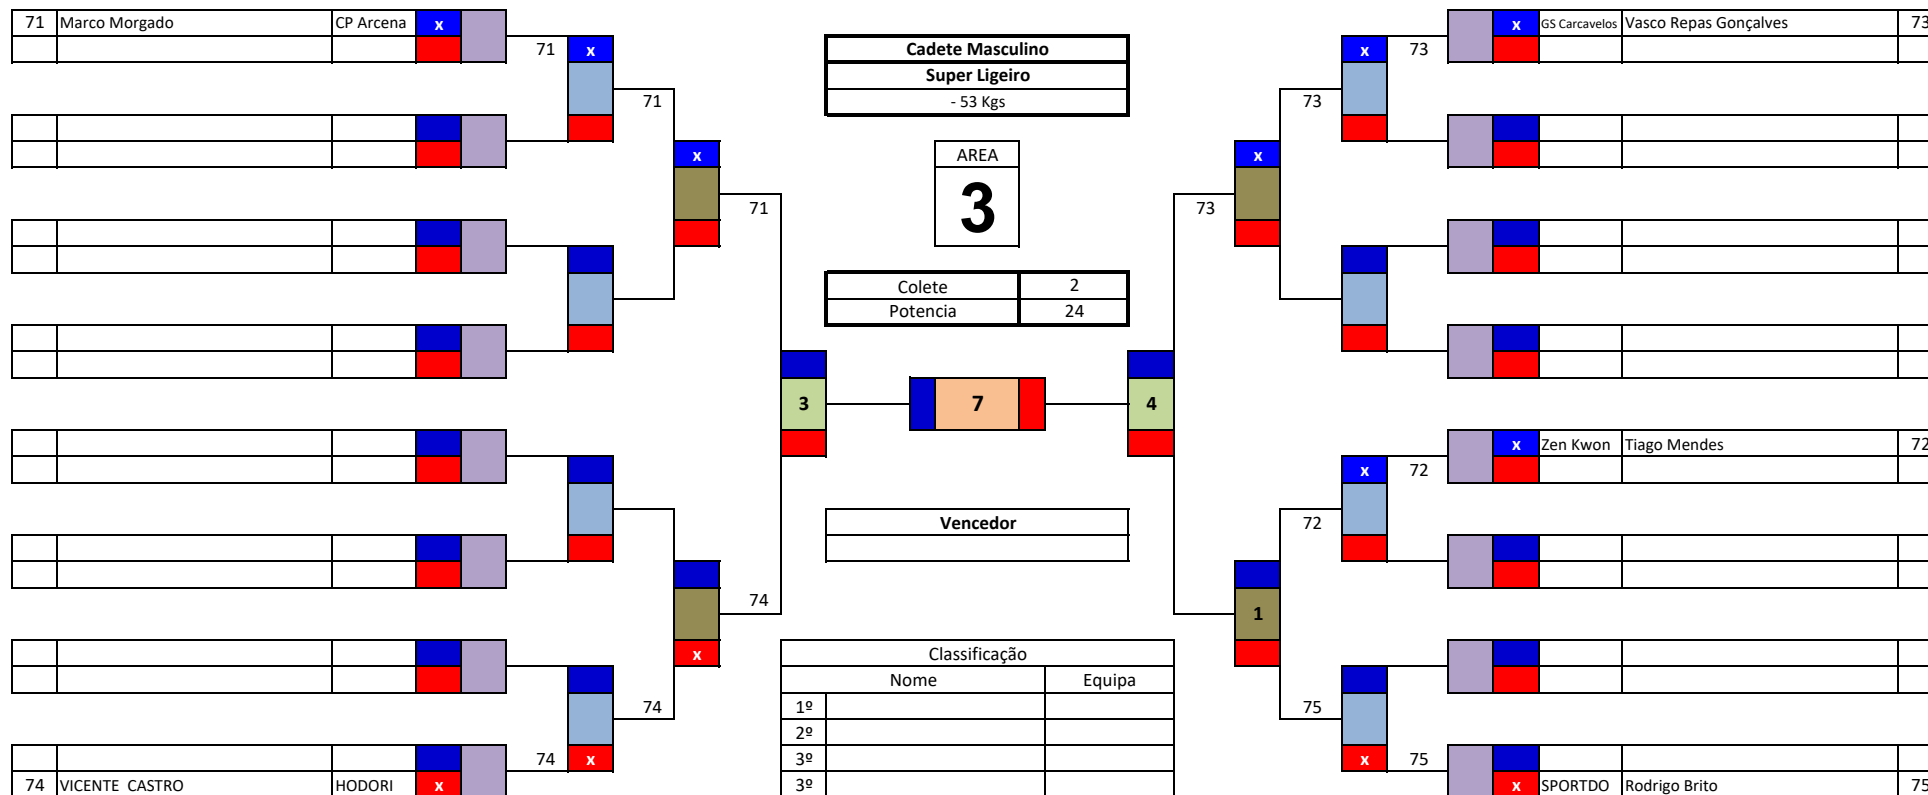 71 Marco Morgado CP Arcena x
x GS Carcavelos Vasco Repas Gonçalves 73
71 x
Cadete Masculino
x 73
Super Ligeiro
71
- 53 Kgs
73
x
AREA
x
71
3
73
Colete 2
Potencia 24
3
7
4
x Zen Kwon Tiago Mendes 72
x 72
Vencedor
72
74
1
x
Classificação
Nome Equipa
74
1º
75
2º
74 x
3º
x 75
74 VICENTE CASTRO HODORI x
3º
x SPORTDO Rodrigo Brito 75